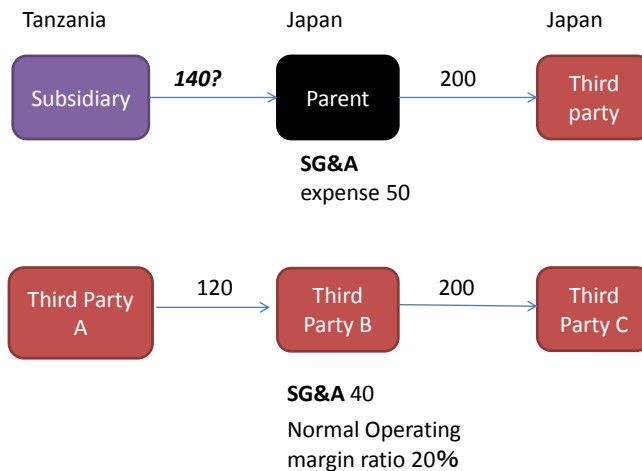 Tanzania
Japan
Japan
Subsidiary
140?
Parent
200
Third
party
SG&A
expense 50
Third Party
A
120
Third
Party B
200
Third
Party C
SG&A 40
Normal Operating
margin ratio 20%